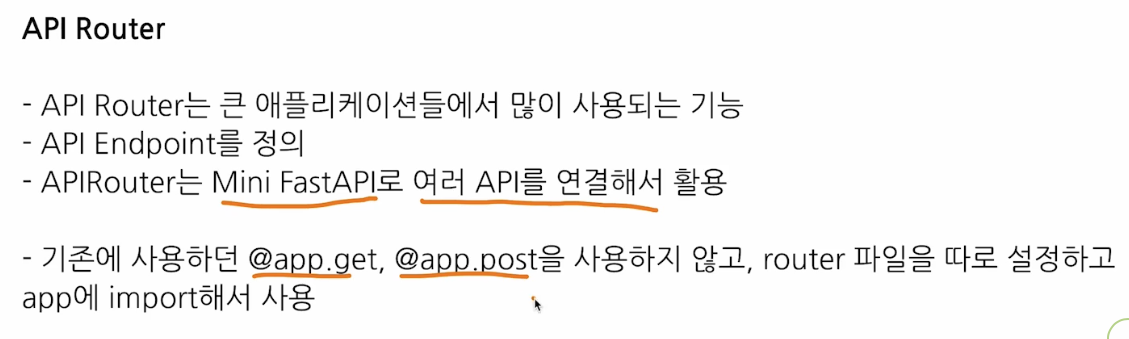 API Router
- API Router는 큰 애플리케이션들에서 많이 사용되는 기능
- API Endpoint를 정의
- APIRouter는 Mini FastAPI로 여러 API를 연결해서 활용
- 기존에 사용하던 @app.get, @app.post을 사용하지 않고, router 파일을 따로 설정하고
app에 import해서 사용